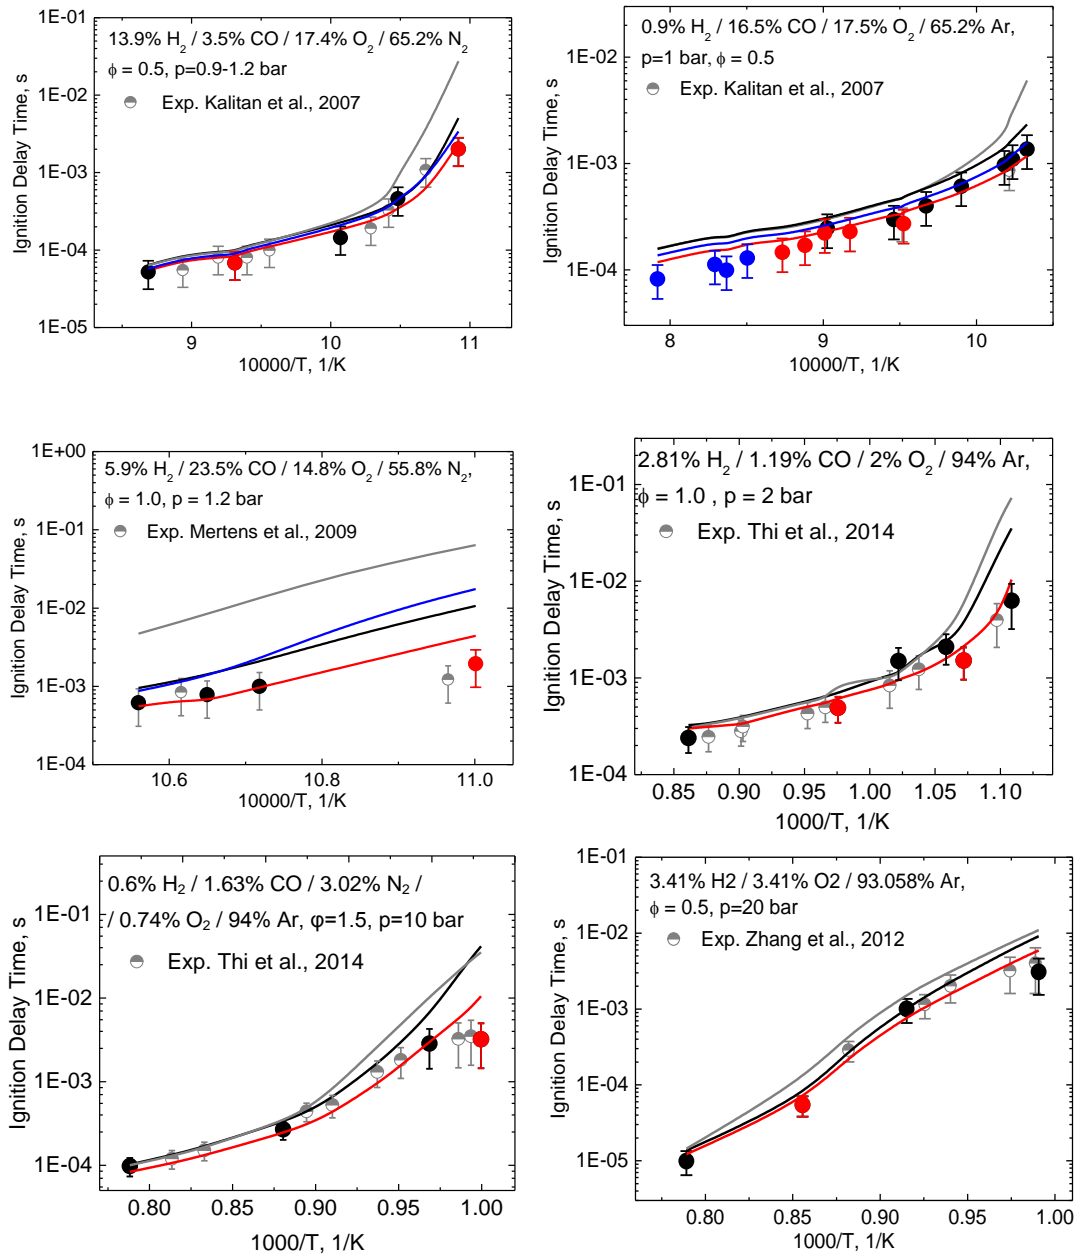 1E-01
1E-02
1E-03
1E-04
1E-05
Ignition Delay Time, s
13.9% H₂ / 3.5% CO / 17.4% O₂ / 65.2% N₂
ϕ = 0.5, p=0.9-1.2 bar
Exp. Kalitan et al., 2007
9 10 11
10000/T, 1/K
1E-02
1E-03
1E-04
Ignition Delay Time, s
0.9% H₂ / 16.5% CO / 17.5% O₂ / 65.2% Ar,
p=1 bar, ϕ = 0.5
Exp. Kalitan et al., 2007
8 9 10
10000/T, 1/K
1E+00
1E-01
1E-02
1E-03
1E-04
Ignition Delay Time, s
5.9% H₂ / 23.5% CO / 14.8% O₂ / 55.8% N₂,
ϕ = 1.0, p = 1.2 bar
Exp. Mertens et al., 2009
10.6 10.8 11.0
10000/T, 1/K
1E-01
1E-02
1E-03
1E-04
Ignition Delay Time, s
2.81% H₂ / 1.19% CO / 2% O₂ / 94% Ar,
ϕ = 1.0 , p = 2 bar
Exp. Thi et al., 2014
0.85 0.90 0.95 1.00 1.05 1.10
1000/T, 1/K
1E-01
1E-02
1E-03
1E-04
Ignition Delay Time, s
0.6% H₂ / 1.63% CO / 3.02% N₂ /
/ 0.74% O₂ / 94% Ar, φ=1.5, p=10 bar
Exp. Thi et al., 2014
0.80 0.85 0.90 0.95 1.00
1000/T, 1/K
1E-01
1E-02
1E-03
1E-04
1E-05
Ignition Delay Time, s
3.41% H2 / 3.41% O2 / 93.058% Ar,
ϕ = 0.5, p=20 bar
Exp. Zhang et al., 2012
0.80 0.85 0.90 0.95 1.00
1000/T, 1/K